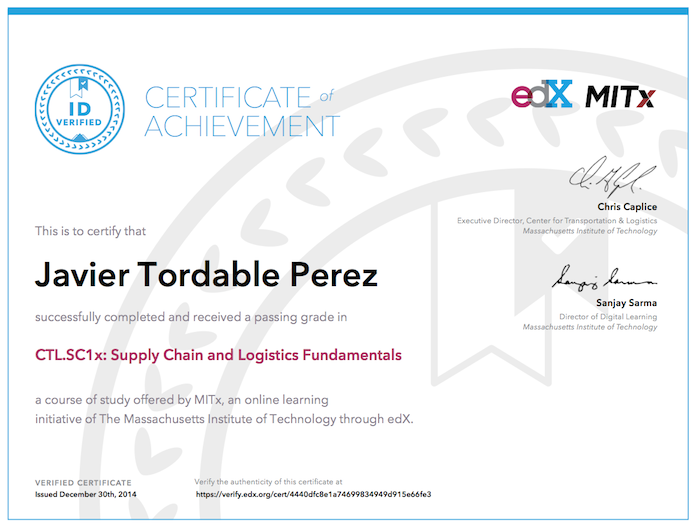 ID
VERIFIED
CERTIFICATE of
ACHIEVEMENT
edX MITx
Chris Caplice
Executive Director, Center for Transportation & Logistics
Massachusetts Institute of Technology
This is to certify that
Javier Tordable Perez
successfully completed and received a passing grade in
Sanjay Sarma
Sanjay Sarma
Director of Digital Learning
Massachusetts Institute of Technology
CTL.SC1x: Supply Chain and Logistics Fundamentals
a course of study offered by MITx, an online learning
initiative of The Massachusetts Institute of Technology through edX.
VERIFIED CERTIFICATE
Issued December 30th, 2014
Verify the authenticity of this certificate at
https://verify.edx.org/cert/4440dfc8e1a74699834949d915e66fe3